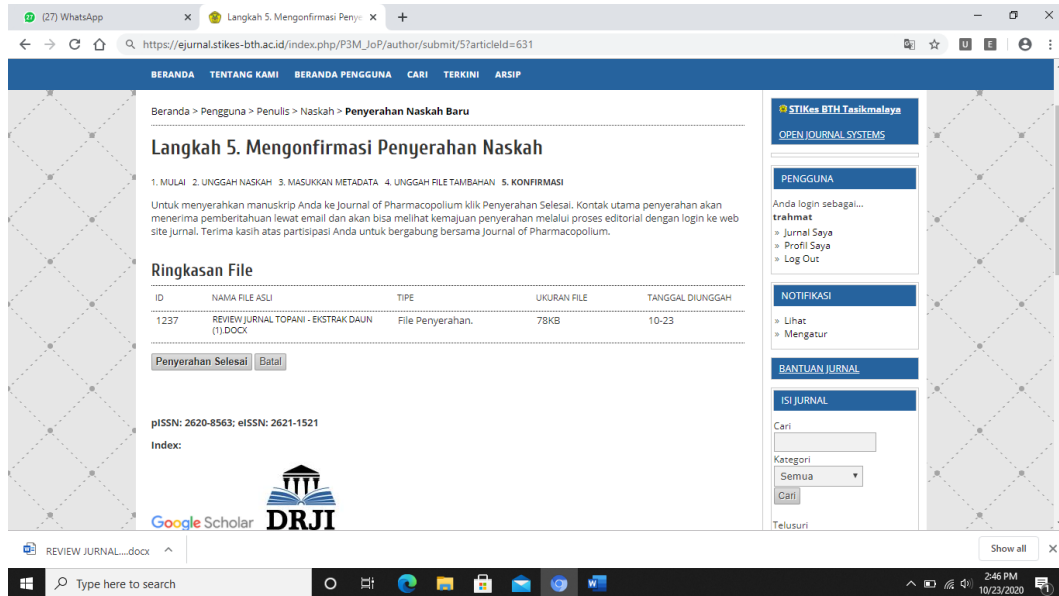 (27) WhatsApp
Langkah 5. Mengonfirmasi Penye
https://ejurnal.stikes-bth.ac.id/index.php/P3M_JoP/author/submit/5?articleId=631
U
E
BERANDA TENTANG KAMI BERANDA PENGGUNA CARI TERKINI ARSIP
Beranda > Pengguna > Penulis > Naskah > Penyerahan Naskah Baru
Langkah 5. Mengonfirmasi Penyerahan Naskah
1. MULAI 2. UNGGAH NASKAH 3. MASUKKAN METADATA 4. UNGGAH FILE TAMBAHAN 5. KONFIRMASI
Untuk menyerahkan manuskrip Anda ke Journal of Pharmacopolium klik Penyerahan Selesai. Kontak utama penyerahan akan
menerima pemberitahuan lewat email dan akan bisa melihat kemajuan penyerahan melalui proses editorial dengan login ke web
site jurnal. Terima kasih atas partisipasi Anda untuk bergabung bersama Journal of Pharmacopolium.
Ringkasan File
ID NAMA FILE ASLI TIPE UKURAN FILE TANGGAL DIUNGGAH
1237 REVIEW JURNAL TOPANI - EKSTRAK DAUN (1).DOCX File Penyerahan. 78KB 10-23
Penyerahan Selesai Batal
pISSN: 2620-8563; eISSN: 2621-1521
Index:
Google Scholar DRJI
STIKes BTH Tasikmalaya
OPEN JOURNAL SYSTEMS
PENGGUNA
Anda login sebagai...
trahmat
» Jurnal Saya
» Profil Saya
» Log Out
NOTIFIKASI
» Lihat
» Mengatur
BANTUAN JURNAL
ISI JURNAL
Cari
Kategori
Semua
Cari
Telusuri
REVIEW JURNAL....docx
Show all
Type here to search
2:46 PM
10/23/2020